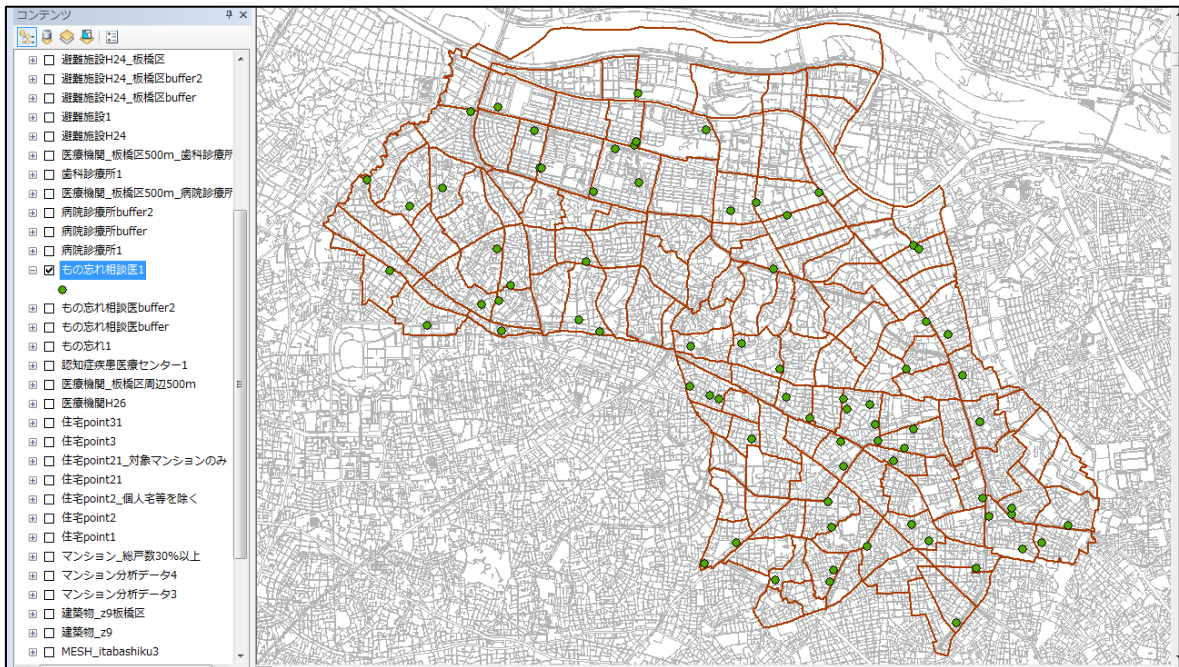 コンテンツ
避難施設H24_板橋区
避難施設H24_板橋区buffer2
避難施設H24_板橋区buffer
避難施設1
避難施設H24
医療機関_板橋区500m_歯科診療所
歯科診療所1
医療機関_板橋区500m_病院診療所
病院診療所buffer2
病院診療所buffer
病院診療所1
もの忘れ相談医1
もの忘れ相談医buffer2
もの忘れ相談医buffer
もの忘れ1
認知症疾患医療センター1
医療機関_板橋区周辺500m
医療機関H26
住宅point31
住宅point3
住宅point21_対象マンションのみ
住宅point21
住宅point2_個人宅等を除く
住宅point2
住宅point1
マンション_総戸数30%以上
マンション分析データ4
マンション分析データ3
建築物_z9板橋区
建築物_z9
MESH_itabashiku3